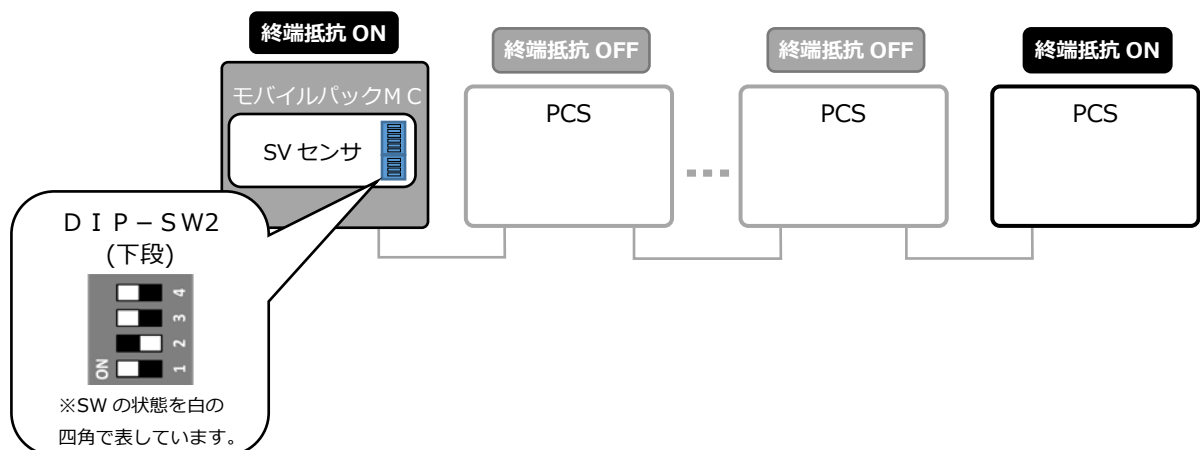 終端抵抗 ON
終端抵抗 OFF
終端抵抗 OFF
終端抵抗 ON
モバイルパックＭＣ
SV センサ
PCS
PCS
PCS
ＤＩＰ－ＳＷ2
(下段)
4
3
2
ON 1
※SW の状態を白の
四角で表しています。